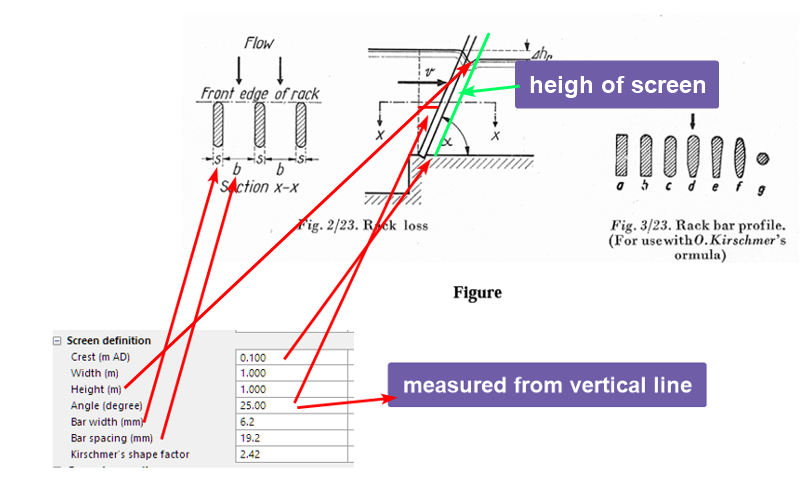 Flow
Front edge of rack
s b s b s
Section x-x
v
Δhr
x x
α
heigh of screen
a b c d e f g
Fig. 2/23. Rack loss
Fig. 3/23. Rack bar profile.
(For use with O. Kirschmer's
ormula)
Figure
Screen definition
Crest (m AD) 0.100
Width (m) 1.000
Height (m) 1.000
Angle (degree) 25.00
Bar width (mm) 6.2
Bar spacing (mm) 19.2
Kirschmer's shape factor 2.42
measured from vertical line